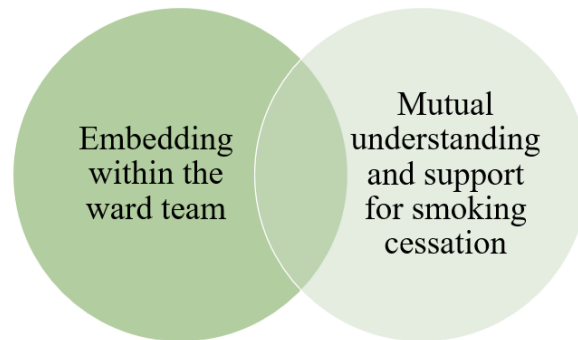 Embedding
within the
ward team
Mutual
understanding
and support
for smoking
cessation